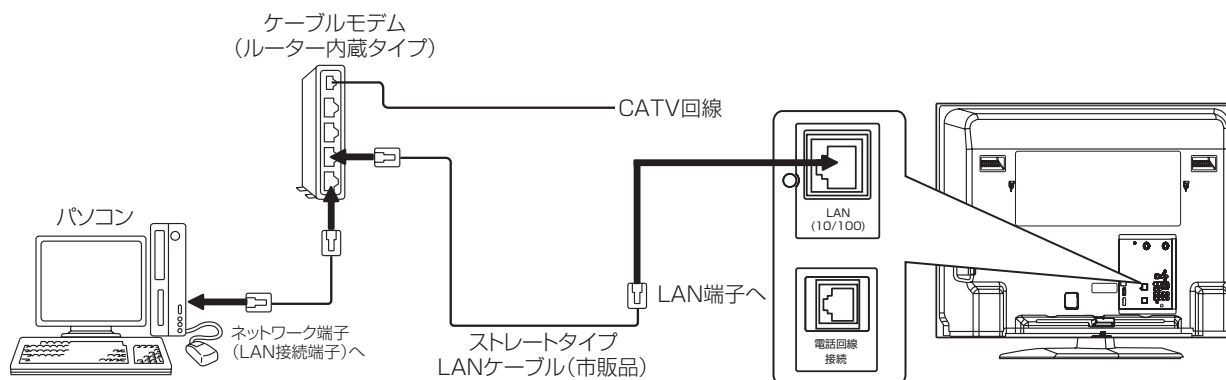 ケーブルモデム
(ルーター内蔵タイプ)
CATV回線
パソコン
LAN
(10/100)
LAN端子へ
ネットワーク端子
(LAN接続端子)へ
ストレートタイプ
LANケーブル(市販品)
電話回線
接続